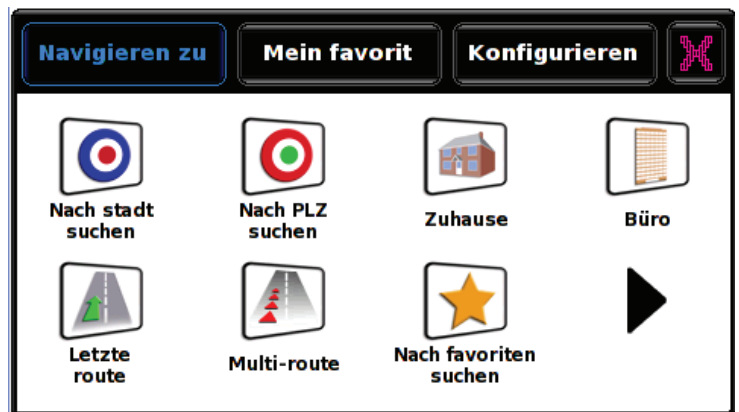 Navigieren zu
Mein favorit
Konfigurieren
Nach stadt
suchen
Nach PLZ
suchen
Zuhause
Büro
Letzte
route
Multi-route
Nach favoriten
suchen